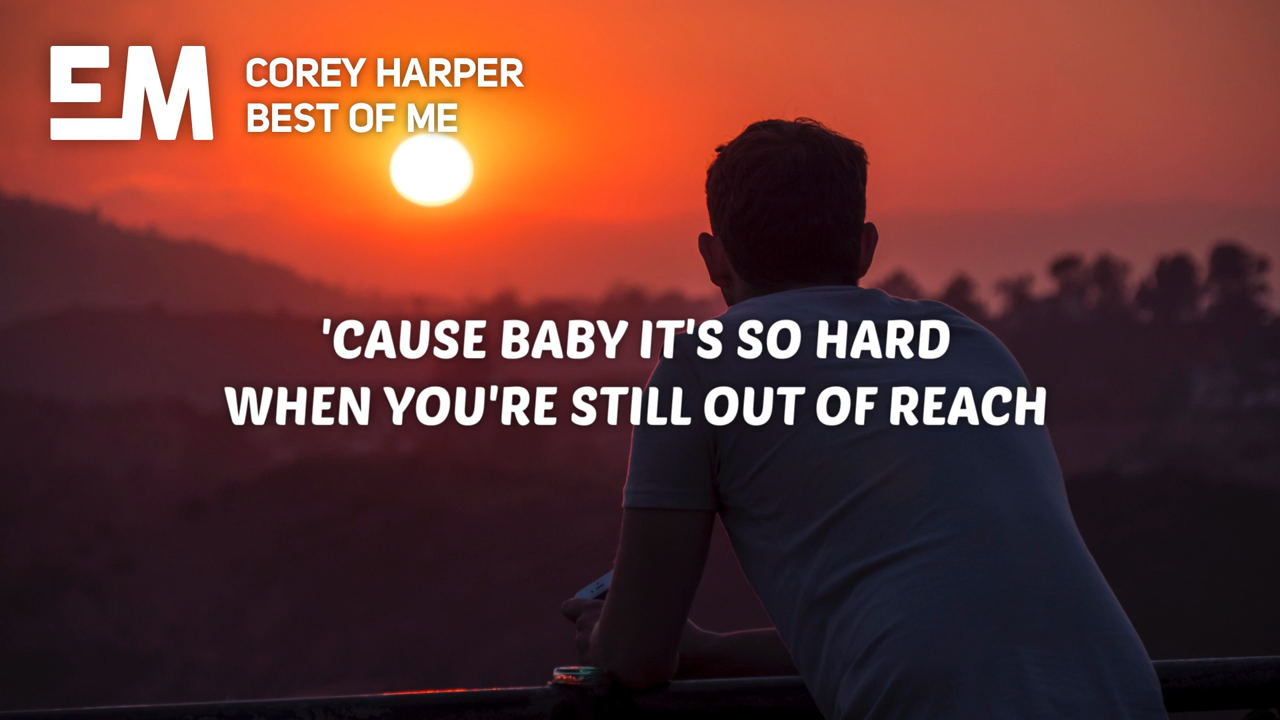 EM
COREY HARPER
BEST OF ME
'CAUSE BABY IT'S SO HARD
WHEN YOU'RE STILL OUT OF REACH